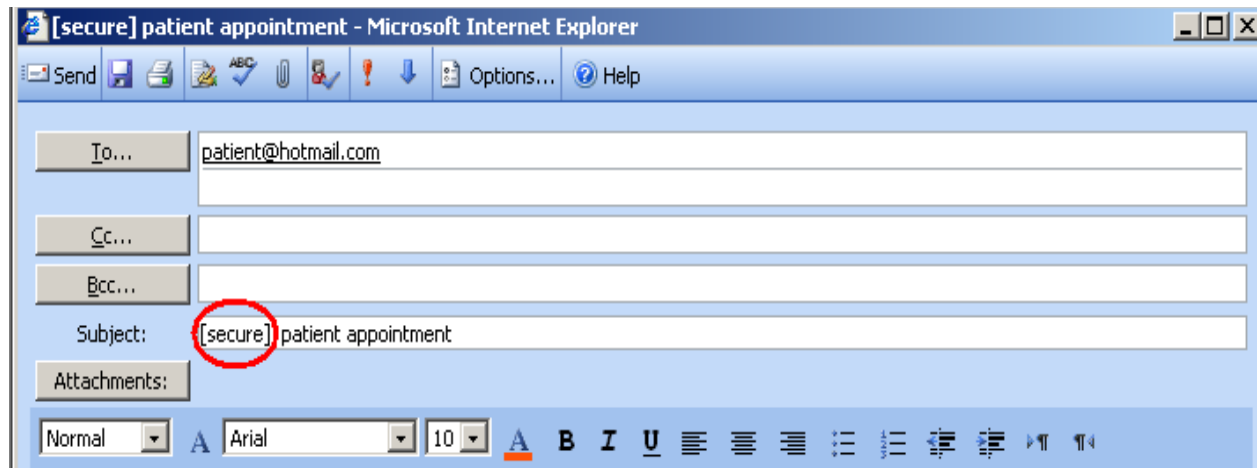 [secure] patient appointment - Microsoft Internet Explorer
Send ABC Options... Help
To... patient@hotmail.com
Cc...
Bcc...
Subject: [secure] patient appointment
Attachments:
Normal A Arial 10 A B I U